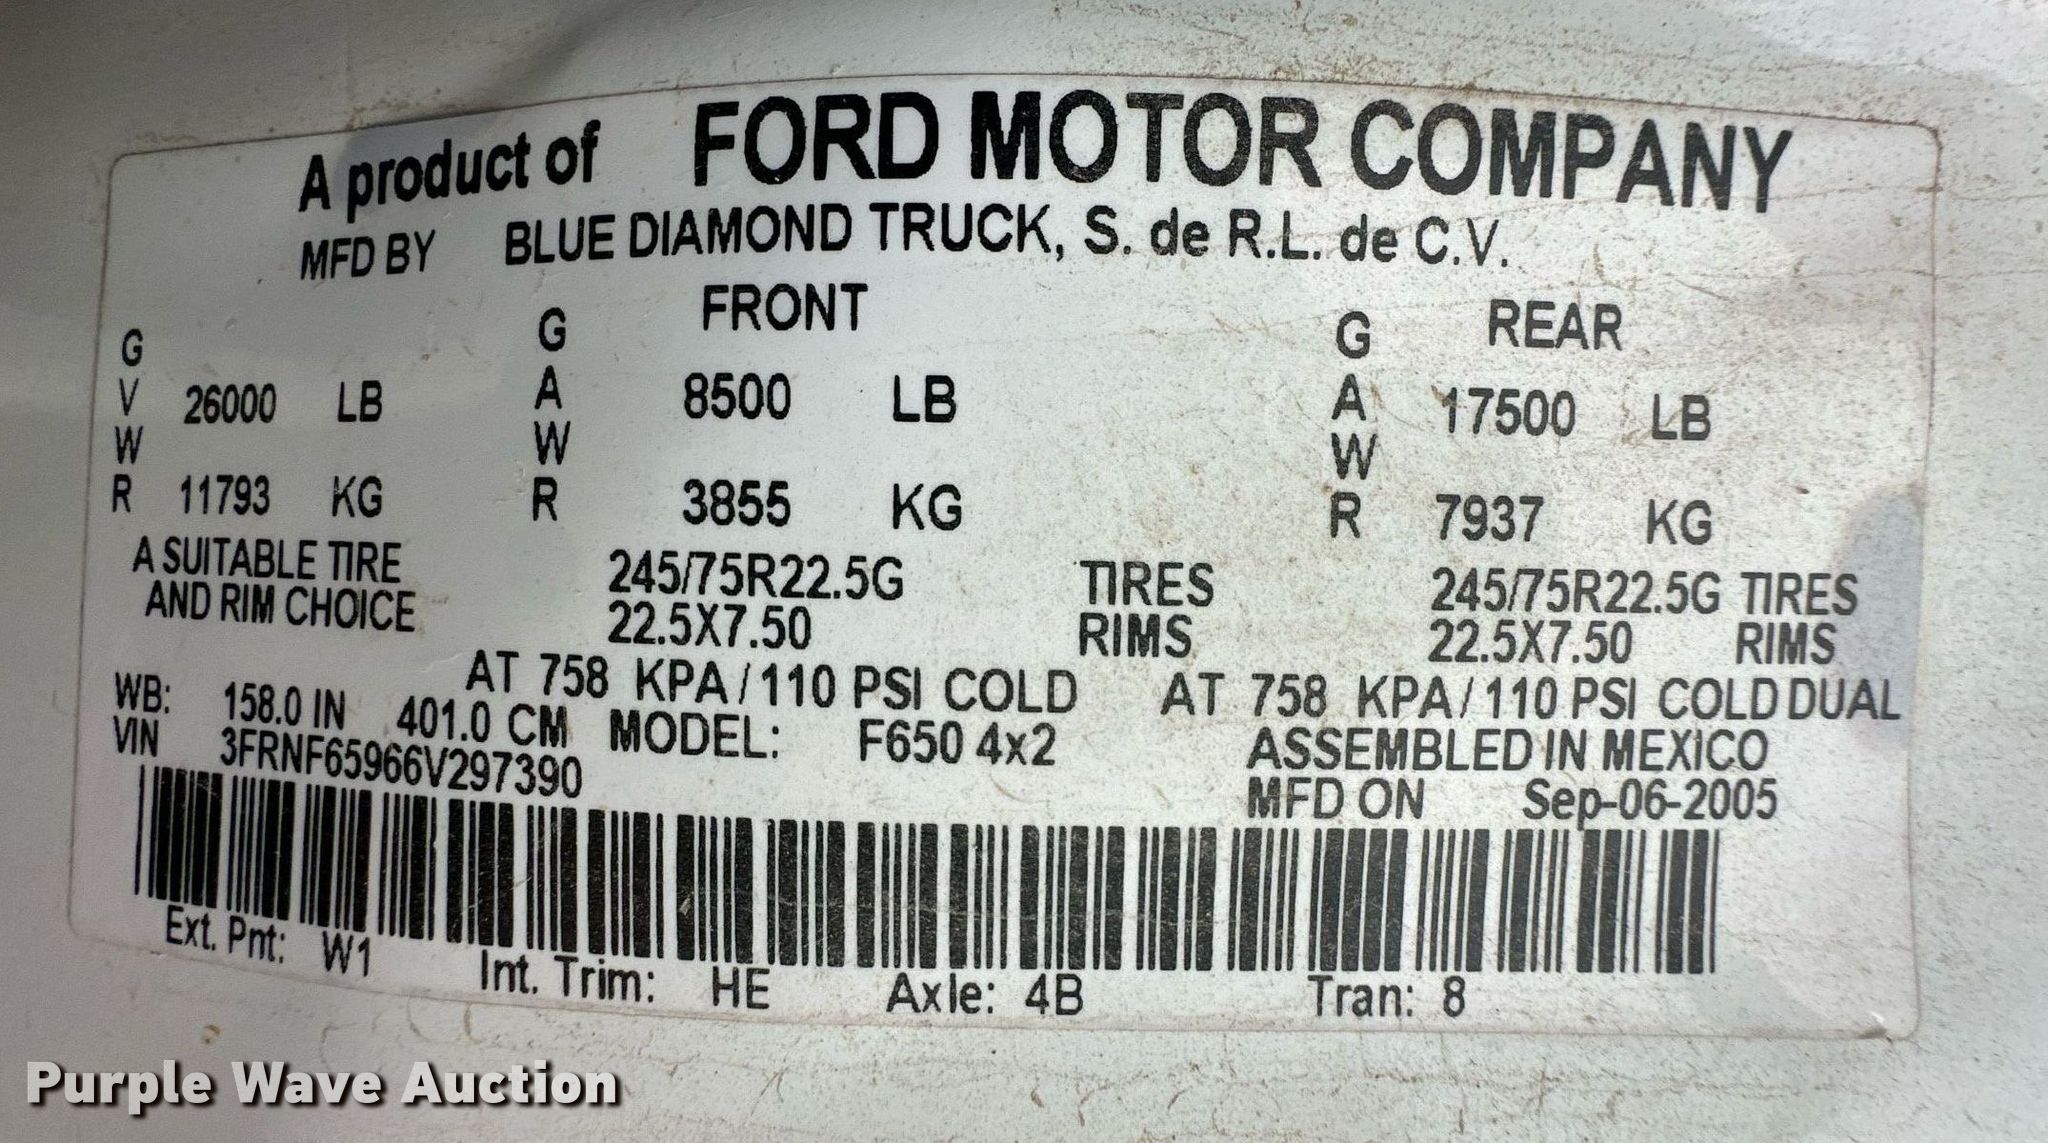 A product of FORD MOTOR COMPANY
MFD BY BLUE DIAMOND TRUCK, S. de R.L. de C.V.
FRONT REAR
GVWR 26000 LB GAWR 8500 LB GAWR 17500 LB
11793 KG 3855 KG 7937 KG
A SUITABLE TIRE 245/75R22.5G TIRES 245/75R22.5G TIRES
AND RIM CHOICE 22.5X7.50 RIMS 22.5X7.50 RIMS
AT 758 KPA/110 PSI COLD AT 758 KPA/110 PSI COLD DUAL
WB: 158.0 IN 401.0 CM MODEL: F650 4x2 ASSEMBLED IN MEXICO
VIN 3FRNF65966V297390 MFD ON Sep-06-2005
Ext. Pnt: W1 Int. Trim: HE Axle: 4B Tran: 8
Purple Wave Auction